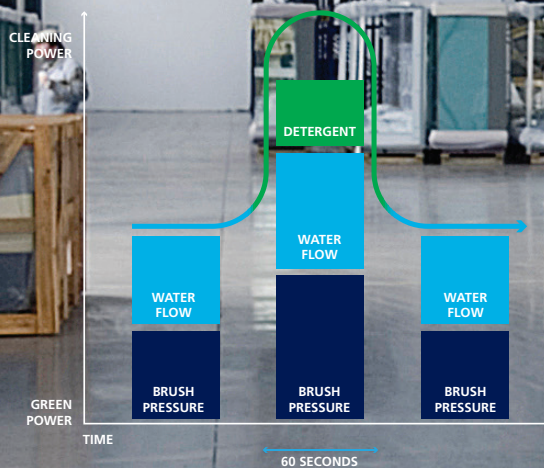 CLEANING
POWER
DETERGENT
WATER
FLOW
WATER
FLOW
WATER
FLOW
BRUSH
PRESSURE
BRUSH
PRESSURE
BRUSH
PRESSURE
GREEN
POWER
TIME
60 SECONDS